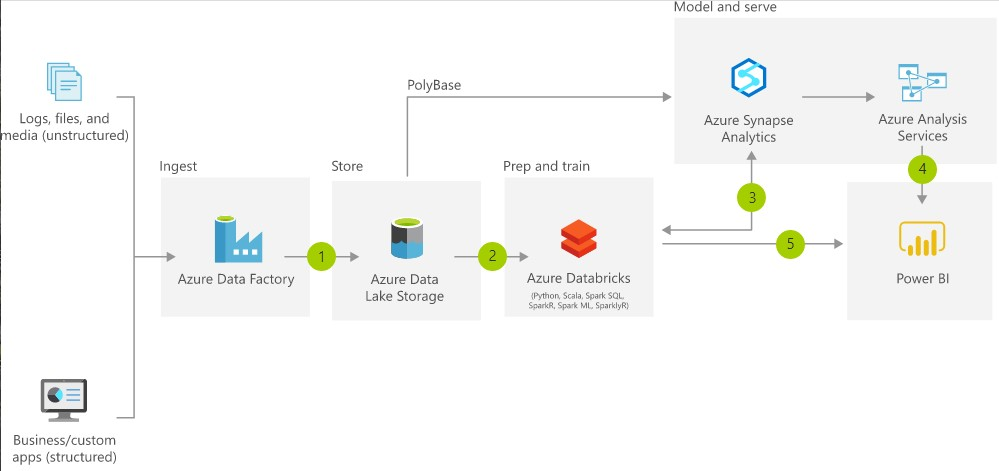 Model and serve
PolyBase
Logs, files, and
media (unstructured)
Azure Synapse
Analytics
Azure Analysis
Services
Ingest
Store
Prep and train
4
3
5
1
2
Azure Data Factory
Azure Data
Lake Storage
Azure Databricks
(Python, Scala, Spark SQL,
SparkR, Spark ML, SparklyR)
Power BI
Business/custom
apps (structured)